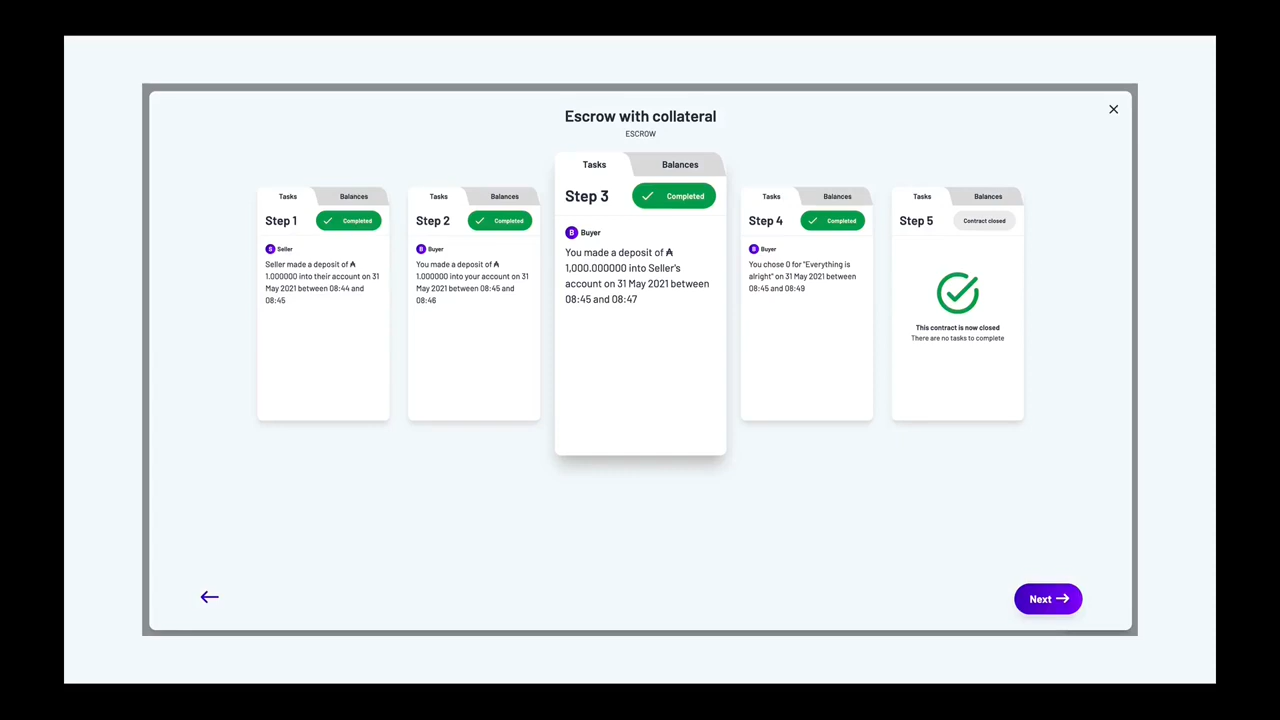 Escrow with collateral
ESCROW
Tasks Balances
Step 1 Completed
S Seller
Seller made a deposit of ₳
1.000000 into their account on 31
May 2021 between 08:44 and
08:45
Tasks Balances
Step 2 Completed
B Buyer
You made a deposit of ₳
1.000000 into your account on 31
May 2021 between 08:45 and
08:46
Tasks Balances
Step 3 Completed
B Buyer
You made a deposit of ₳
1,000.000000 into Seller's
account on 31 May 2021 between
08:45 and 08:47
Tasks Balances
Step 4 Completed
B Buyer
You chose 0 for "Everything is
alright" on 31 May 2021 between
08:45 and 08:49
Tasks Balances
Step 5 Contract closed
This contract is now closed
There are no tasks to complete
Next